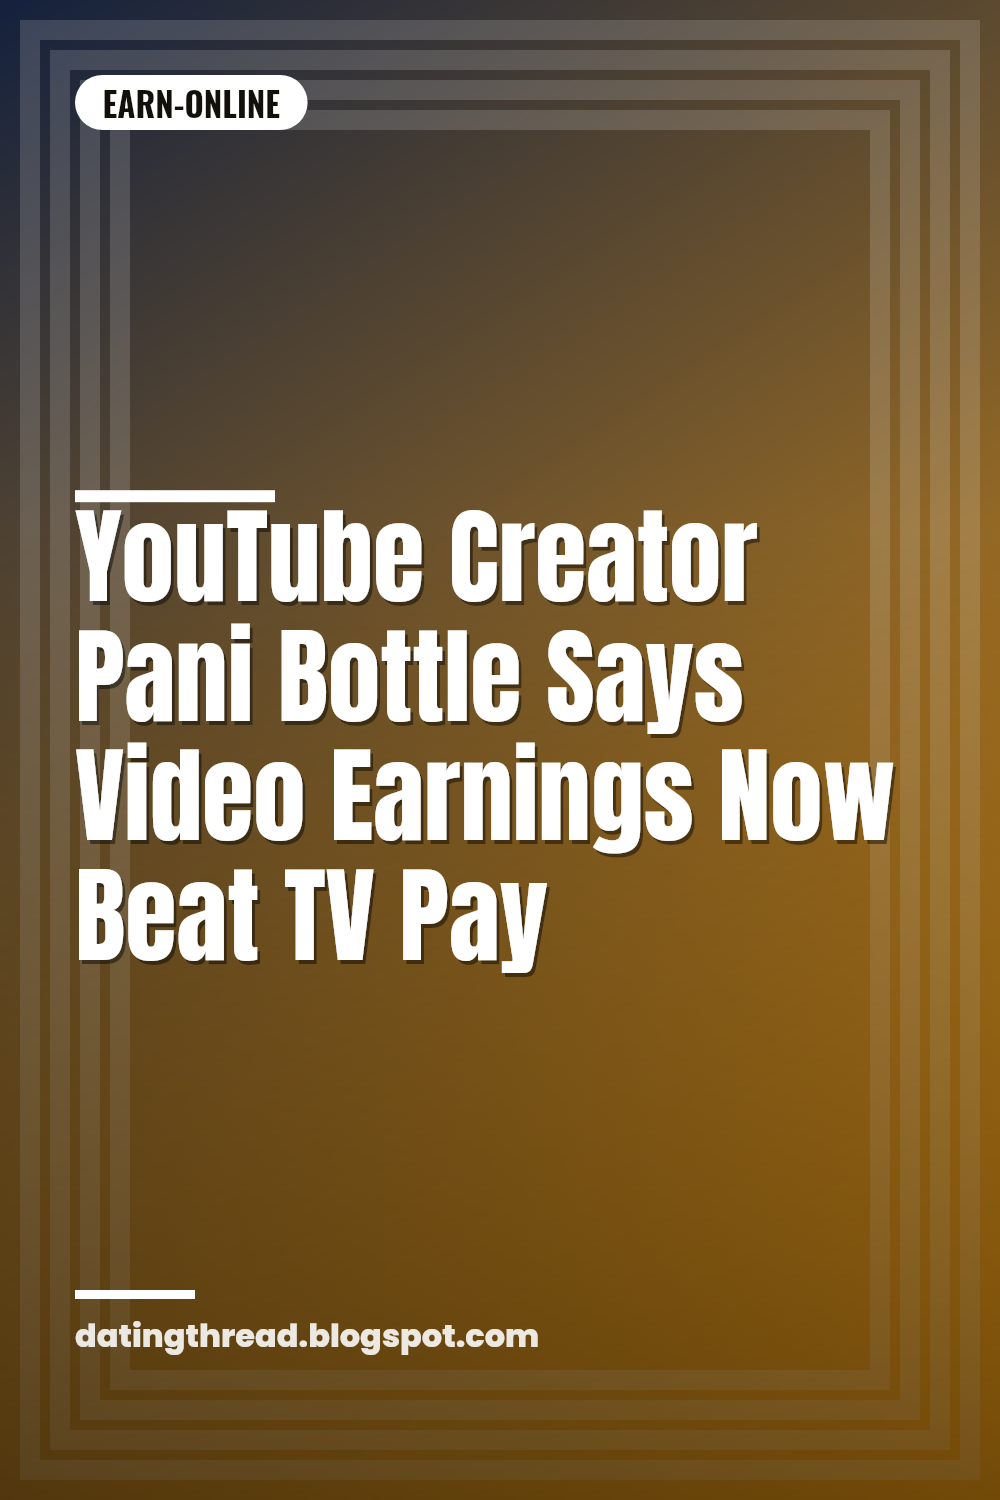 EARN-ONLINE
YouTube Creator
Pani Bottle Says
Video Earnings Now
Beat TV Pay
datingthread.blogspot.com